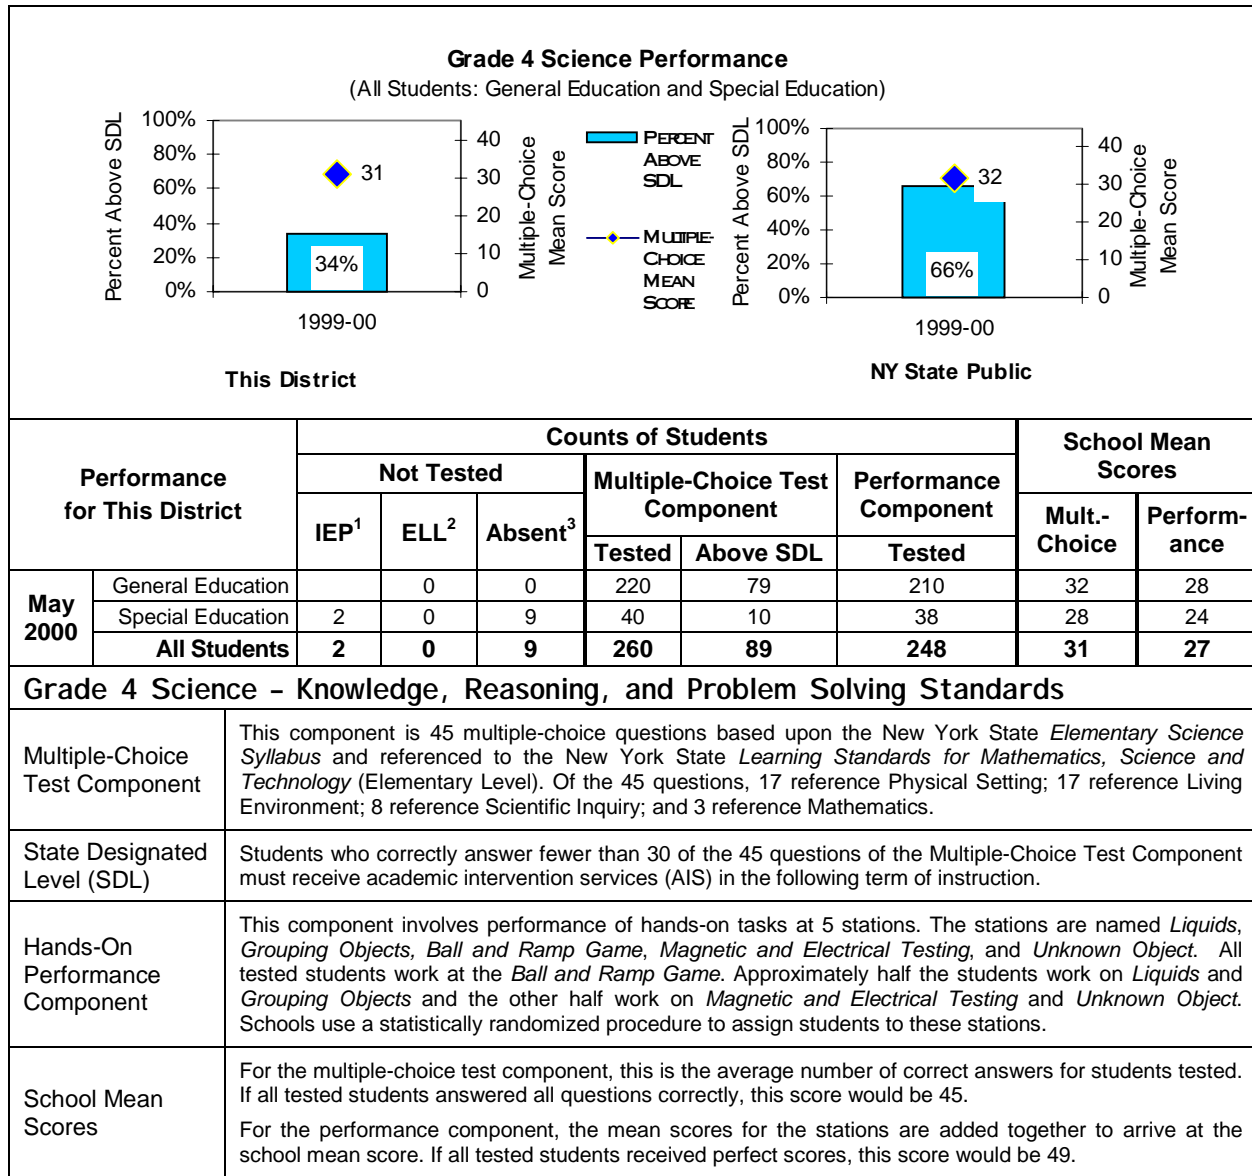 Grade 4 Science Performance
(All Students: General Education and Special Education)
Percent Above SDL
100%
80%
60%
40%
20%
0%
31
34%
1999-00
40
30
20
10
0
Multiple-Choice
Mean Score
This District
PERCENT
ABOVE
SDL
MULTIPLE-
CHOICE
MEAN
SCORE
Percent Above SDL
100%
80%
60%
40%
20%
0%
32
66%
1999-00
40
30
20
10
0
Multiple-Choice
Mean Score
NY State Public
Performance
for This District
Counts of Students
School Mean
Scores
Not Tested
Multiple-Choice Test
Component
Performance
Component
IEP1
ELL2
Absent3
Tested
Above SDL
Tested
Mult.-
Choice
Perform-
ance
May
2000
General Education 0 0 220 79 210 32 28
Special Education 2 0 9 40 10 38 28 24
All Students 2 0 9 260 89 248 31 27
Grade 4 Science – Knowledge, Reasoning, and Problem Solving Standards
Multiple-Choice
Test Component
This component is 45 multiple-choice questions based upon the New York State Elementary Science
Syllabus and referenced to the New York State Learning Standards for Mathematics, Science and
Technology (Elementary Level). Of the 45 questions, 17 reference Physical Setting; 17 reference Living
Environment; 8 reference Scientific Inquiry; and 3 reference Mathematics.
State Designated
Level (SDL)
Students who correctly answer fewer than 30 of the 45 questions of the Multiple-Choice Test Component
must receive academic intervention services (AIS) in the following term of instruction.
Hands-On
Performance
Component
This component involves performance of hands-on tasks at 5 stations. The stations are named Liquids,
Grouping Objects, Ball and Ramp Game, Magnetic and Electrical Testing, and Unknown Object. All
tested students work at the Ball and Ramp Game. Approximately half the students work on Liquids and
Grouping Objects and the other half work on Magnetic and Electrical Testing and Unknown Object.
Schools use a statistically randomized procedure to assign students to these stations.
School Mean
Scores
For the multiple-choice test component, this is the average number of correct answers for students tested.
If all tested students answered all questions correctly, this score would be 45.
For the performance component, the mean scores for the stations are added together to arrive at the
school mean score. If all tested students received perfect scores, this score would be 49.